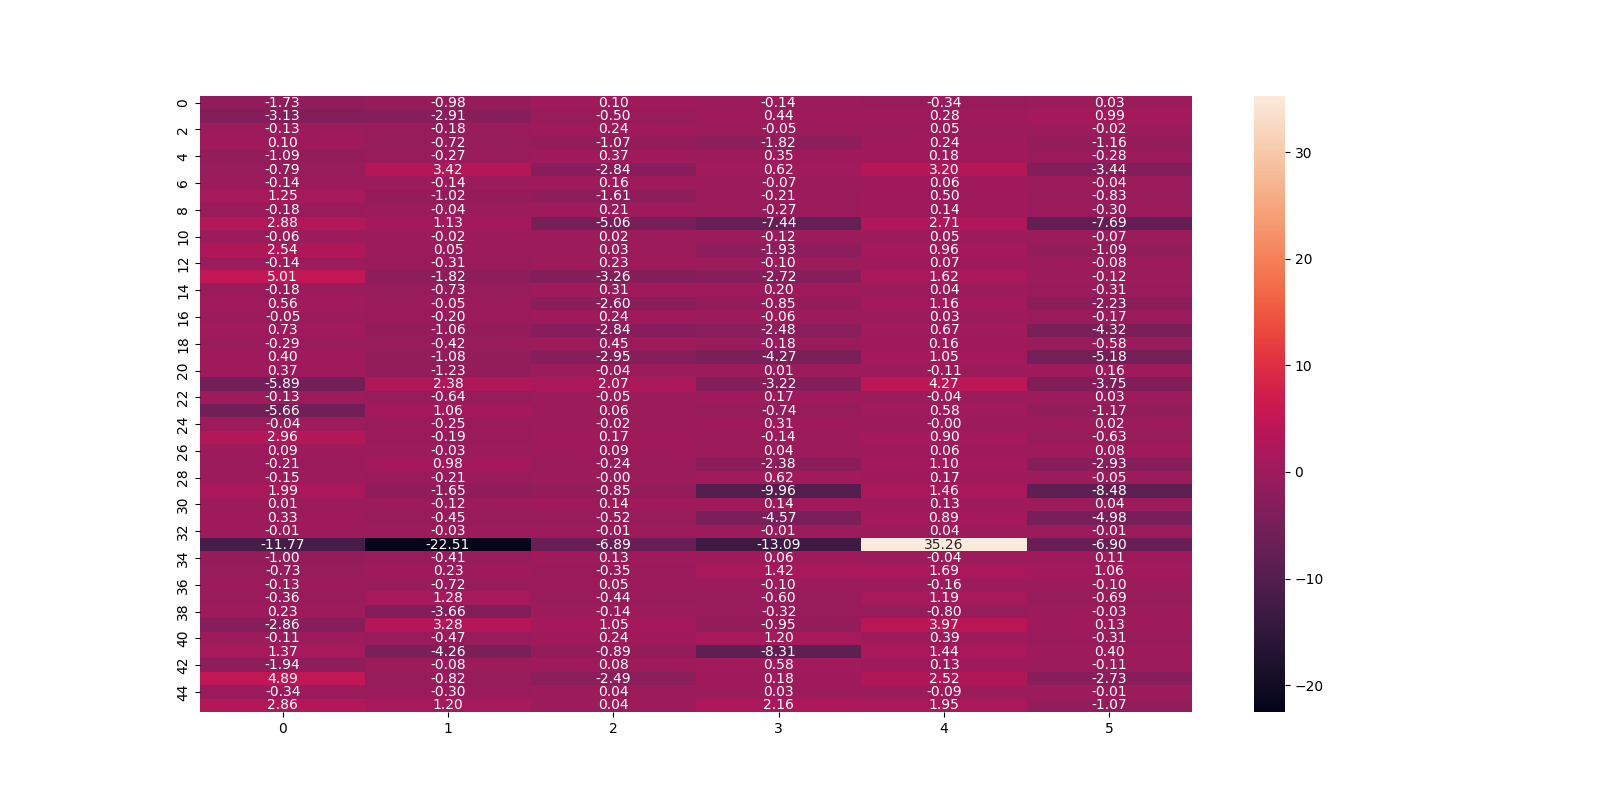 0 -1.73 -0.98 0.10 -0.14 -0.34 0.03
-3.13 -2.91 -0.50 0.44 0.28 0.99
2 -0.13 -0.18 0.24 -0.05 0.05 -0.02
0.10 -0.72 -1.07 -1.82 0.24 -1.16
4 -1.09 -0.27 0.37 0.35 0.18 -0.28
-0.79 3.42 -2.84 0.62 3.20 -3.44
6 -0.14 -0.14 0.16 -0.07 0.06 -0.04
1.25 -1.02 -1.61 -0.21 0.50 -0.83
8 -0.18 -0.04 0.21 -0.27 0.14 -0.30
2.88 1.13 -5.06 -7.44 2.71 -7.69
10 -0.06 -0.02 0.02 -0.12 0.05 -0.07
2.54 0.05 0.03 -1.93 0.96 -1.09
12 -0.14 -0.31 0.23 -0.10 0.07 -0.08
5.01 -1.82 -3.26 -2.72 1.62 -0.12
14 -0.18 -0.73 0.31 0.20 0.04 -0.31
0.56 -0.05 -2.60 -0.85 1.16 -2.23
16 -0.05 -0.20 0.24 -0.06 0.03 -0.17
0.73 -1.06 -2.84 -2.48 0.67 -4.32
18 -0.29 -0.42 0.45 -0.18 0.16 -0.58
0.40 -1.08 -2.95 -4.27 1.05 -5.18
20 0.37 -1.23 -0.04 0.01 -0.11 0.16
-5.89 2.38 2.07 -3.22 4.27 -3.75
22 -0.13 -0.64 -0.05 0.17 -0.04 0.03
-5.66 1.06 0.06 -0.74 0.58 -1.17
24 -0.04 -0.25 -0.02 0.31 -0.00 0.02
2.96 -0.19 0.17 -0.14 0.90 -0.63
26 0.09 -0.03 0.09 0.04 0.06 0.08
-0.21 0.98 -0.24 -2.38 1.10 -2.93
28 -0.15 -0.21 -0.00 0.62 0.17 -0.05
1.99 -1.65 -0.85 -9.96 1.46 -8.48
30 0.01 -0.12 0.14 0.14 0.13 0.04
0.33 -0.45 -0.52 -4.57 0.89 -4.98
32 -0.01 -0.03 -0.01 -0.01 0.04 -0.01
-11.77 -22.51 -6.89 -13.09 35.26 -6.90
34 -1.00 -0.41 0.13 0.06 -0.04 0.11
-0.73 0.23 -0.35 1.42 1.69 1.06
36 -0.13 -0.72 0.05 -0.10 -0.16 -0.10
-0.36 1.28 -0.44 -0.60 1.19 -0.69
38 0.23 -3.66 -0.14 -0.32 -0.80 -0.03
-2.86 3.28 1.05 -0.95 3.97 0.13
40 -0.11 -0.47 0.24 1.20 0.39 -0.31
1.37 -4.26 -0.89 -8.31 1.44 0.40
42 -1.94 -0.08 0.08 0.58 0.13 -0.11
4.89 -0.82 -2.49 0.18 2.52 -2.73
44 -0.34 -0.30 0.04 0.03 -0.09 -0.01
2.86 1.20 0.04 2.16 1.95 -1.07
0 1 2 3 4 5
30
20
10
0
−10
−20